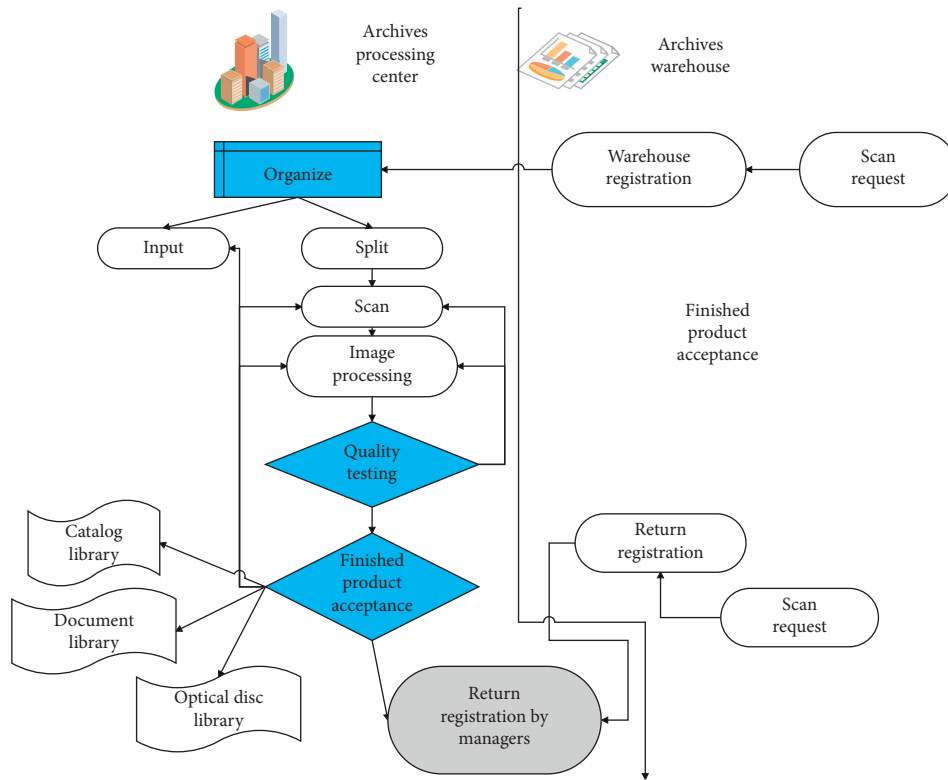 Archives
processing
center
Archives
warehouse
Organize
Warehouse
registration
Scan
request
Input
Split
Scan
Finished
product
acceptance
Image
processing
Quality
testing
Catalog
library
Finished
product
acceptance
Return
registration
Document
library
Scan
request
Optical disc
library
Return
registration by
managers